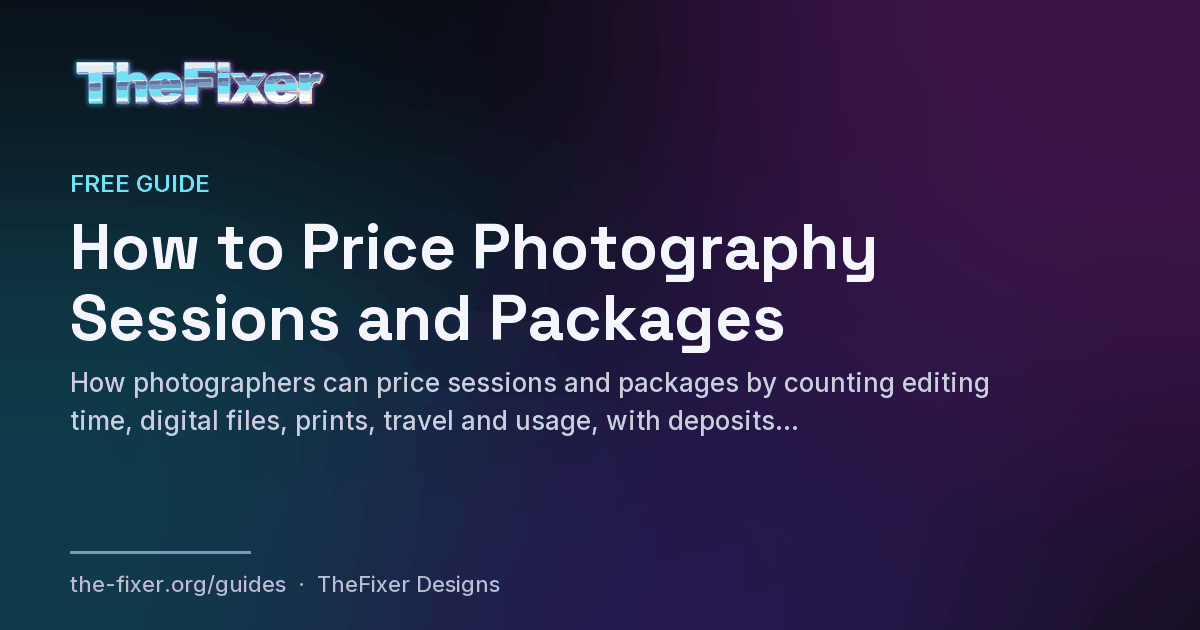 TheFixer
FREE GUIDE
How to Price Photography
Sessions and Packages
How photographers can price sessions and packages by counting editing
time, digital files, prints, travel and usage, with deposits...
the-fixer.org/guides · TheFixer Designs